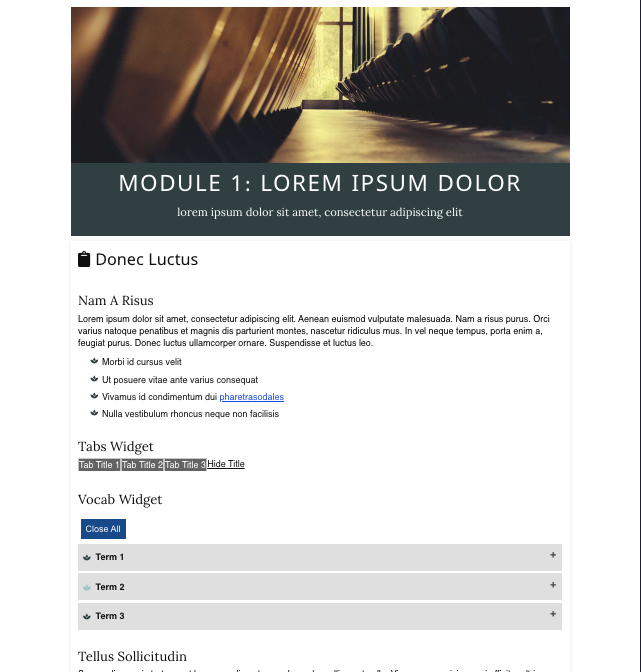 MODULE 1: LOREM IPSUM DOLOR
lorem ipsum dolor sit amet, consectetur adipiscing elit
Donec Luctus
Nam A Risus
Lorem ipsum dolor sit amet, consectetur adipiscing elit. Aenean euismod vulputate malesuada. Nam a risus purus. Orci
varius natoque penatibus et magnis dis parturient montes, nascetur ridiculus mus. In vel neque tempus, porta enim a,
feugiat purus. Donec luctus ullamcorper ornare. Suspendisse et luctus leo.
Morbi id cursus velit
Ut posuere vitae ante varius consequat
Vivamus id condimentum dui pharetrasodales
Nulla vestibulum rhoncus neque non facilisis
Tabs Widget
Tab Title 1 Tab Title 2 Tab Title 3 Hide Title
Vocab Widget
Close All
Term 1 +
Term 2 +
Term 3 +
Tellus Sollicitudin